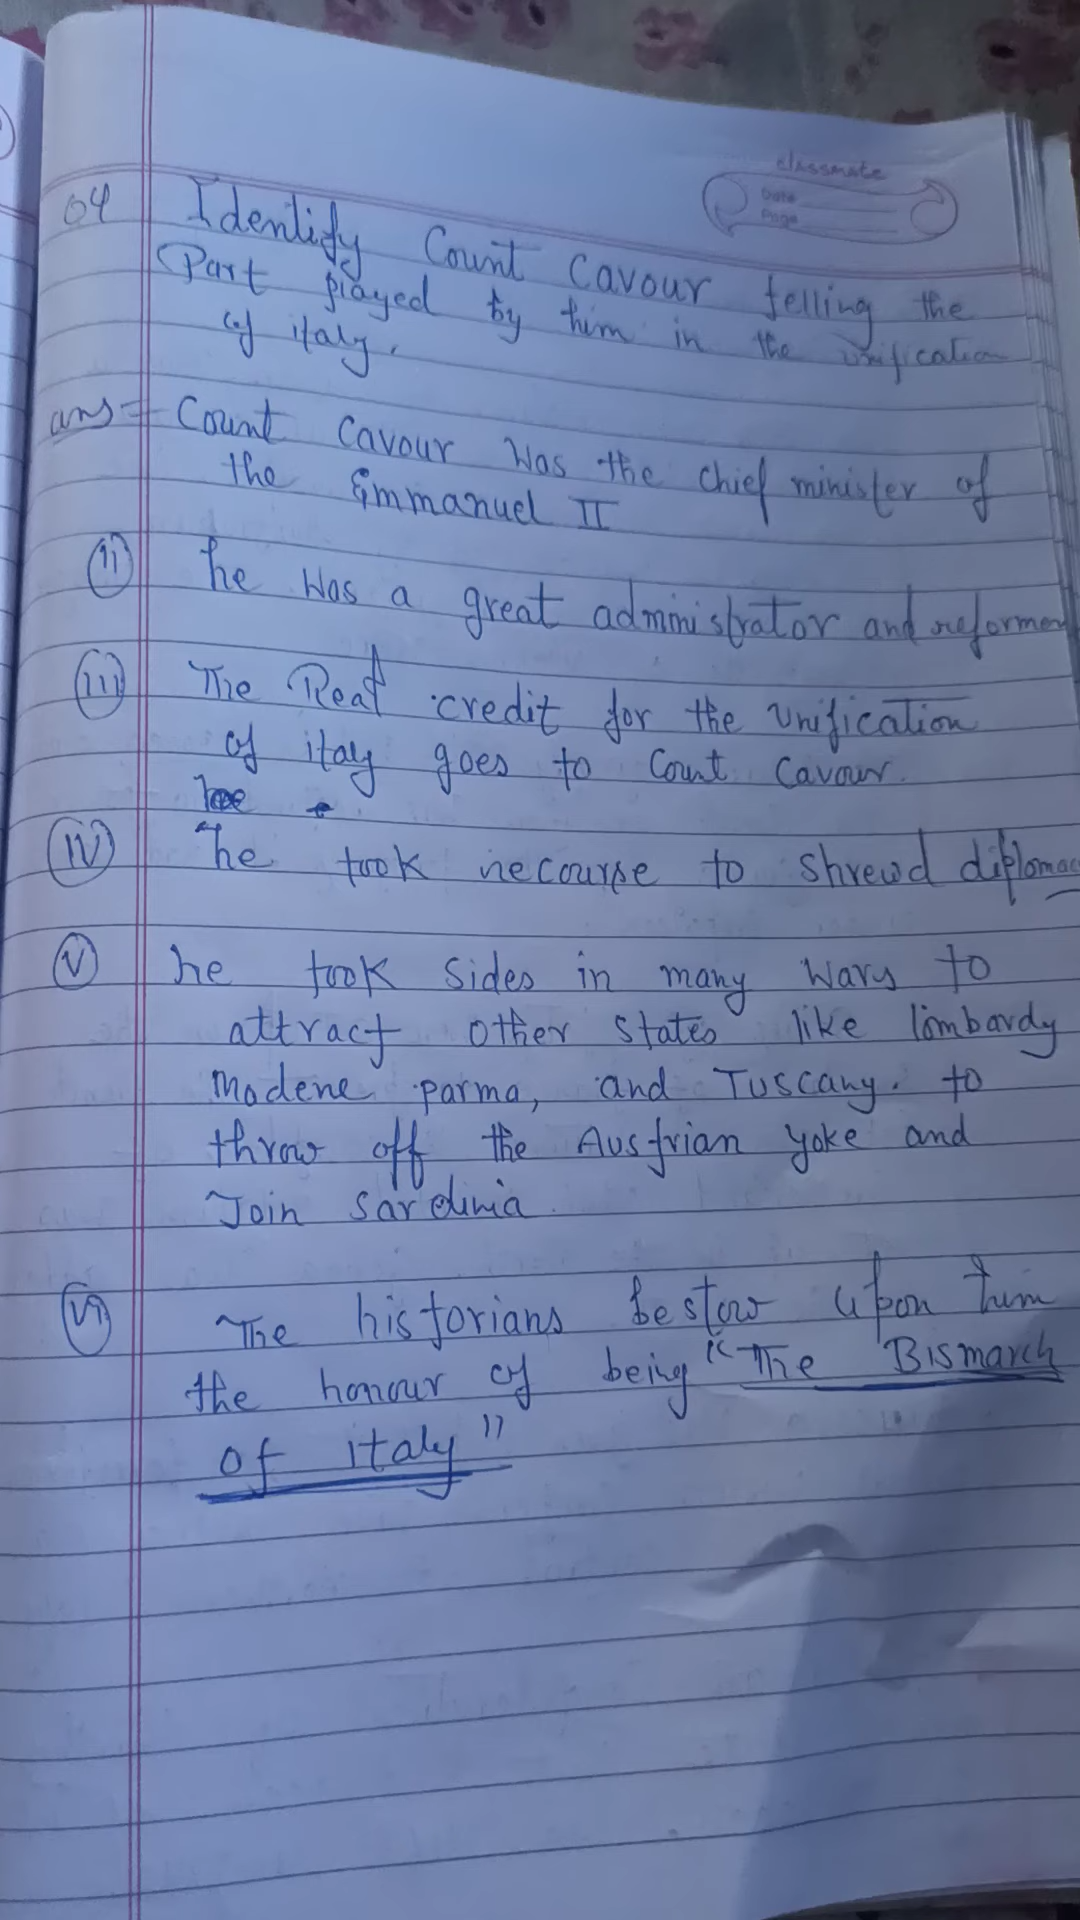 classmate
Date
Page
04 Identify Count Cavour telling the
Part played by him in the unification
of italy.
ans = Count Cavour was the chief minister of
the Emmanuel II
(ii) he was a great administrator and reformer
(iii) The Real credit for the unification
of italy goes to Count Cavour.
(iv) he took recourse to shrewd diplomac
(v) he took sides in many wars to
attract other states like lombardy
Modene parma, and Tuscany. to
throw off the Austrian yoke and
Join Sardinia.
(vi) The historians bestow upon him
the honour of being "The Bismarch
of italy"